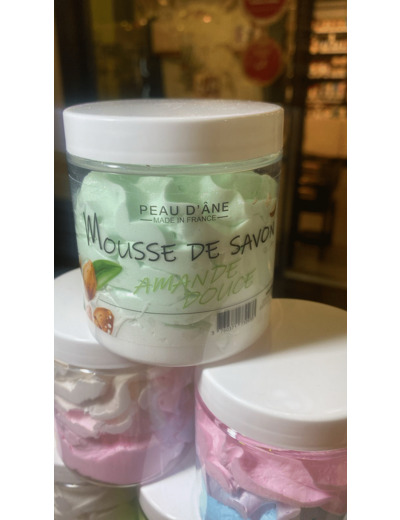 PEAU D'ÂNE
MADE IN FRANCE
MOUSSE DE SAVON
AMANDE
DOUCE